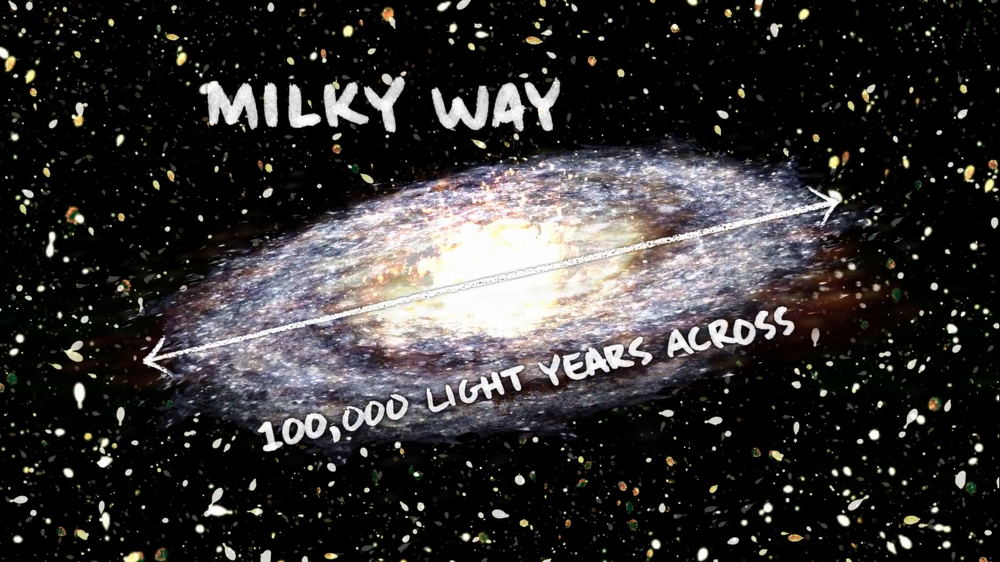 MILKY WAY
100,000 LIGHT YEARS ACROSS